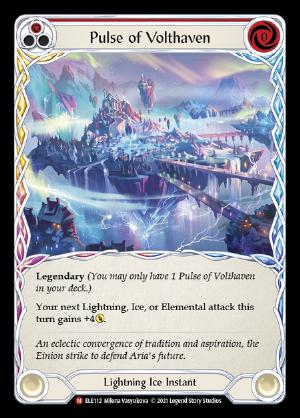 Pulse of Volthaven
0
Legendary (You may only have 1 Pulse of Volthaven
in your deck.)
Your next Lightning, Ice, or Elemental attack this
turn gains +4
An eclectic convergence of tradition and aspiration, the
Einion strike to defend Aria's future.
Lightning Ice Instant
M ELE112 Milena Vasyukova © 2021 Legend Story Studios